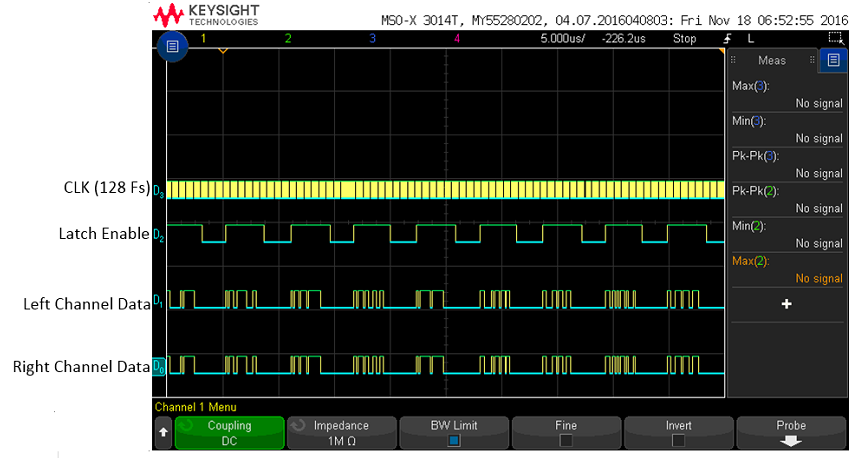 KEYSIGHT
TECHNOLOGIES
MSO-X 3014T, MY55280202, 04.07.2016040803: Fri Nov 18 06:52:55 2016
1 2 3 4 5.000us/ -226.2us Stop L
Meas
Max(3):
No signal
Min(3):
No signal
Pk-Pk(3):
No signal
Pk-Pk(2):
No signal
Min(2):
No signal
Max(2):
No signal
+
CLK (128 Fs) D3
Latch Enable D2
Left Channel Data D1
Right Channel Data D0
Channel 1 Menu
Coupling
DC
Impedance
1M Ω
BW Limit
Fine
Invert
Probe